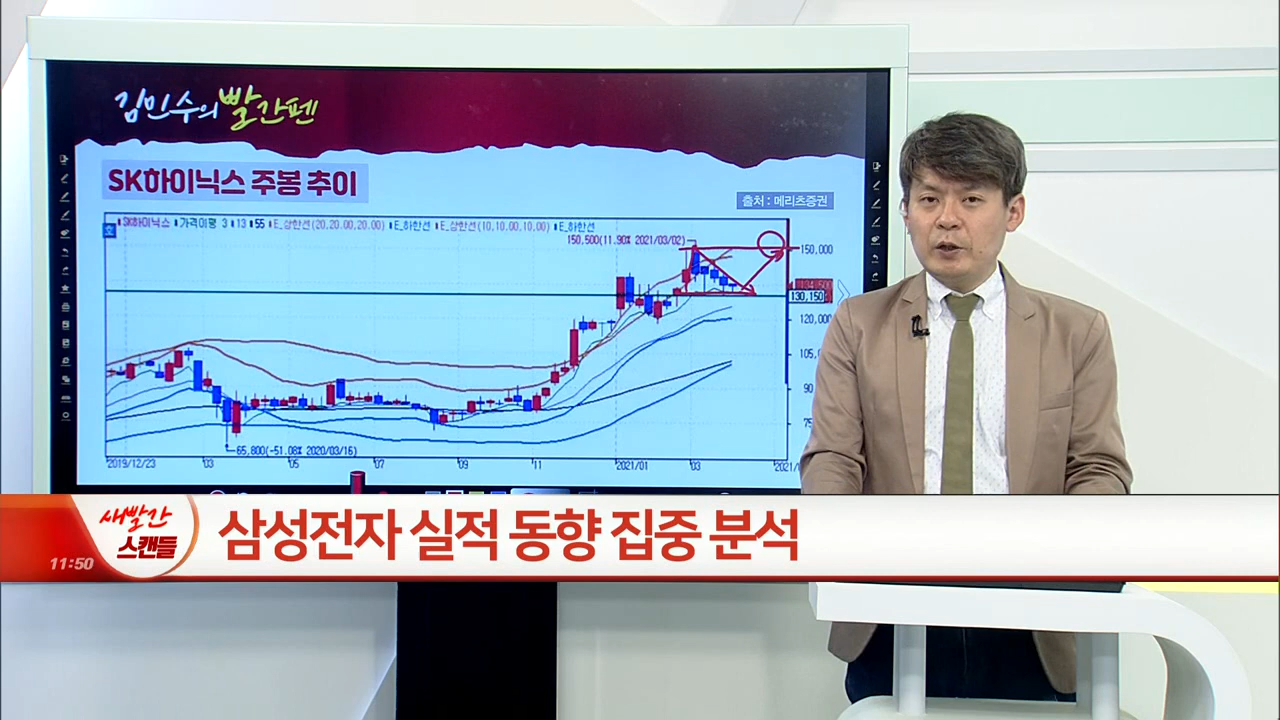 김민수의 빨간펜
SK하이닉스 주봉 추이
출처 : 메리츠증권
SK하이닉스 가격이평 3 13 55 E_상한선(20,20.00,20.00) E_하한선 E_상한선(10,10.00,10.00) E_하한선
150,500(11.90% 2021/03/02)
150,000
130,150
120,000
105,0
90
75
65,800(-51.08% 2020/03/16)
2019/12/23 03 05 07 09 11 2021/01 03 2021/
새빨간
스캔들
11:50
삼성전자 실적 동향 집중 분석